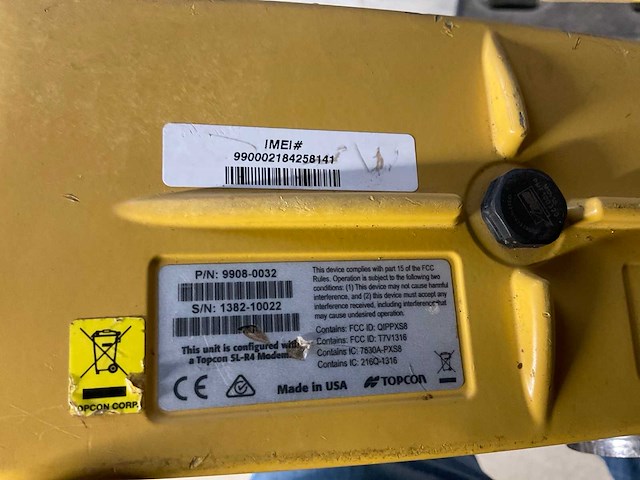 IMEI#
990002184258141
P/N: 9908-0032
S/N: 1382-10022
This unit is configured with
a Topcon SL-R4 Modem
CE
Made in USA
This device complies with part 15 of the FCC
Rules. Operation is subject to the following two
conditions: (1) This device may not cause harmful
interference, and (2) this device must accept
any interference received, including interference that
may cause undesired operation.
Contains: FCC ID: QIPPXS8
Contains: FCC ID: T7V1316
Contains IC: 7830A-PXS8
Contains IC: 216Q-1316
TOPCON
TOPCON CORP.